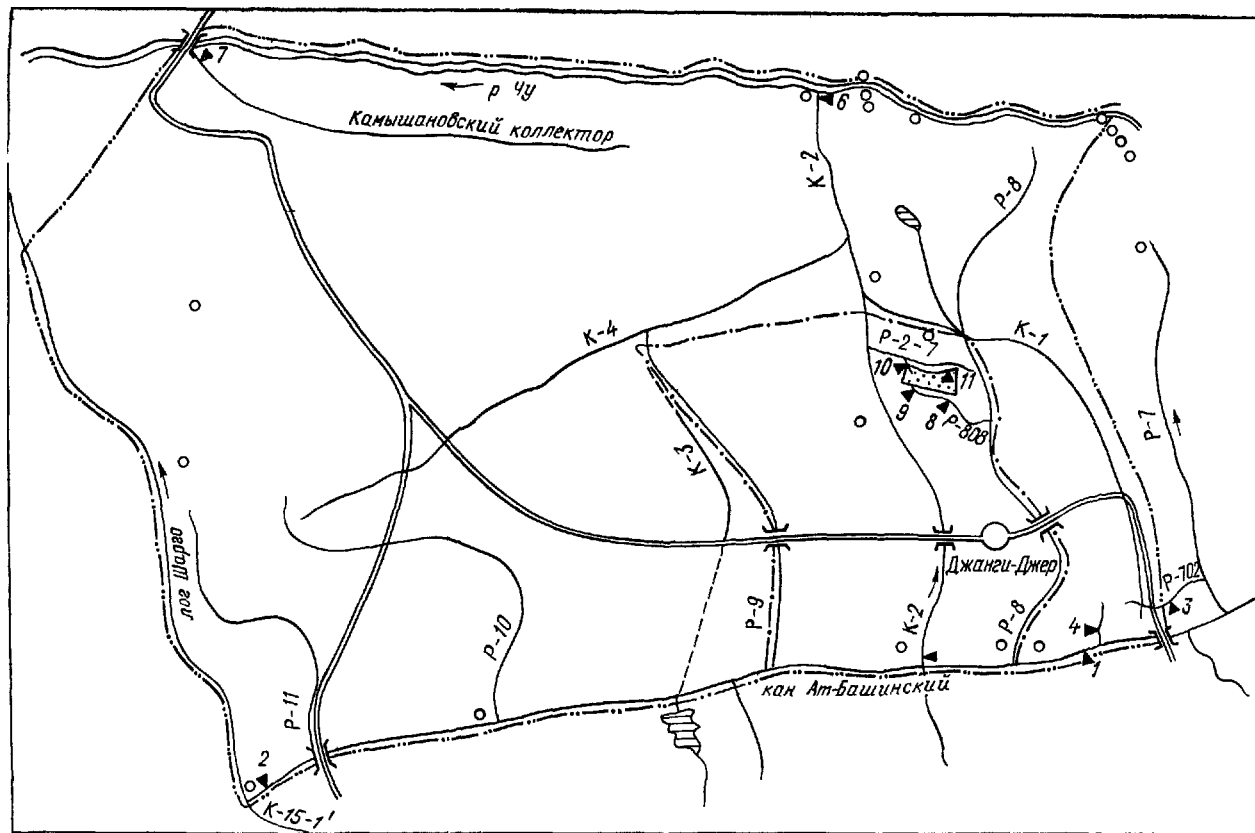 7
р Чу
6
Камышановский коллектор
К-2
Р-8
К-4
Р-2-7
К-1
10
11
9
8
Р-808
Р-7
К-3
лог Шарго
Джанги-Джер
Р-702
3
Р-10
Р-9
К-2
Р-8
4
1
кан Ат-Башинский
Р-11
2
К-15-1'